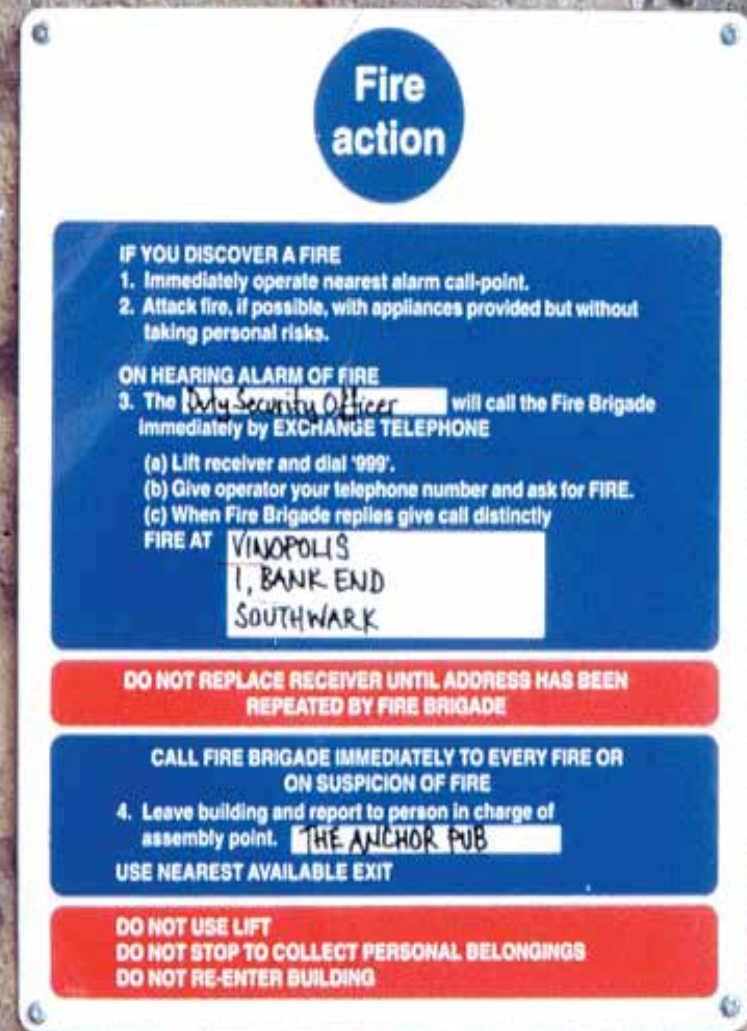 Fire
action
IF YOU DISCOVER A FIRE
1. Immediately operate nearest alarm call-point.
2. Attack fire, if possible, with appliances provided but without
taking personal risks.
ON HEARING ALARM OF FIRE
3. The Duty Security Officer will call the Fire Brigade
immediately by EXCHANGE TELEPHONE
(a) Lift receiver and dial '999'.
(b) Give operator your telephone number and ask for FIRE.
(c) When Fire Brigade replies give call distinctly
FIRE AT VINOPOLIS
1, BANK END
SOUTHWARK
DO NOT REPLACE RECEIVER UNTIL ADDRESS HAS BEEN
REPEATED BY FIRE BRIGADE
CALL FIRE BRIGADE IMMEDIATELY TO EVERY FIRE OR
ON SUSPICION OF FIRE
4. Leave building and report to person in charge of
assembly point. THE ANCHOR PUB
USE NEAREST AVAILABLE EXIT
DO NOT USE LIFT
DO NOT STOP TO COLLECT PERSONAL BELONGINGS
DO NOT RE-ENTER BUILDING